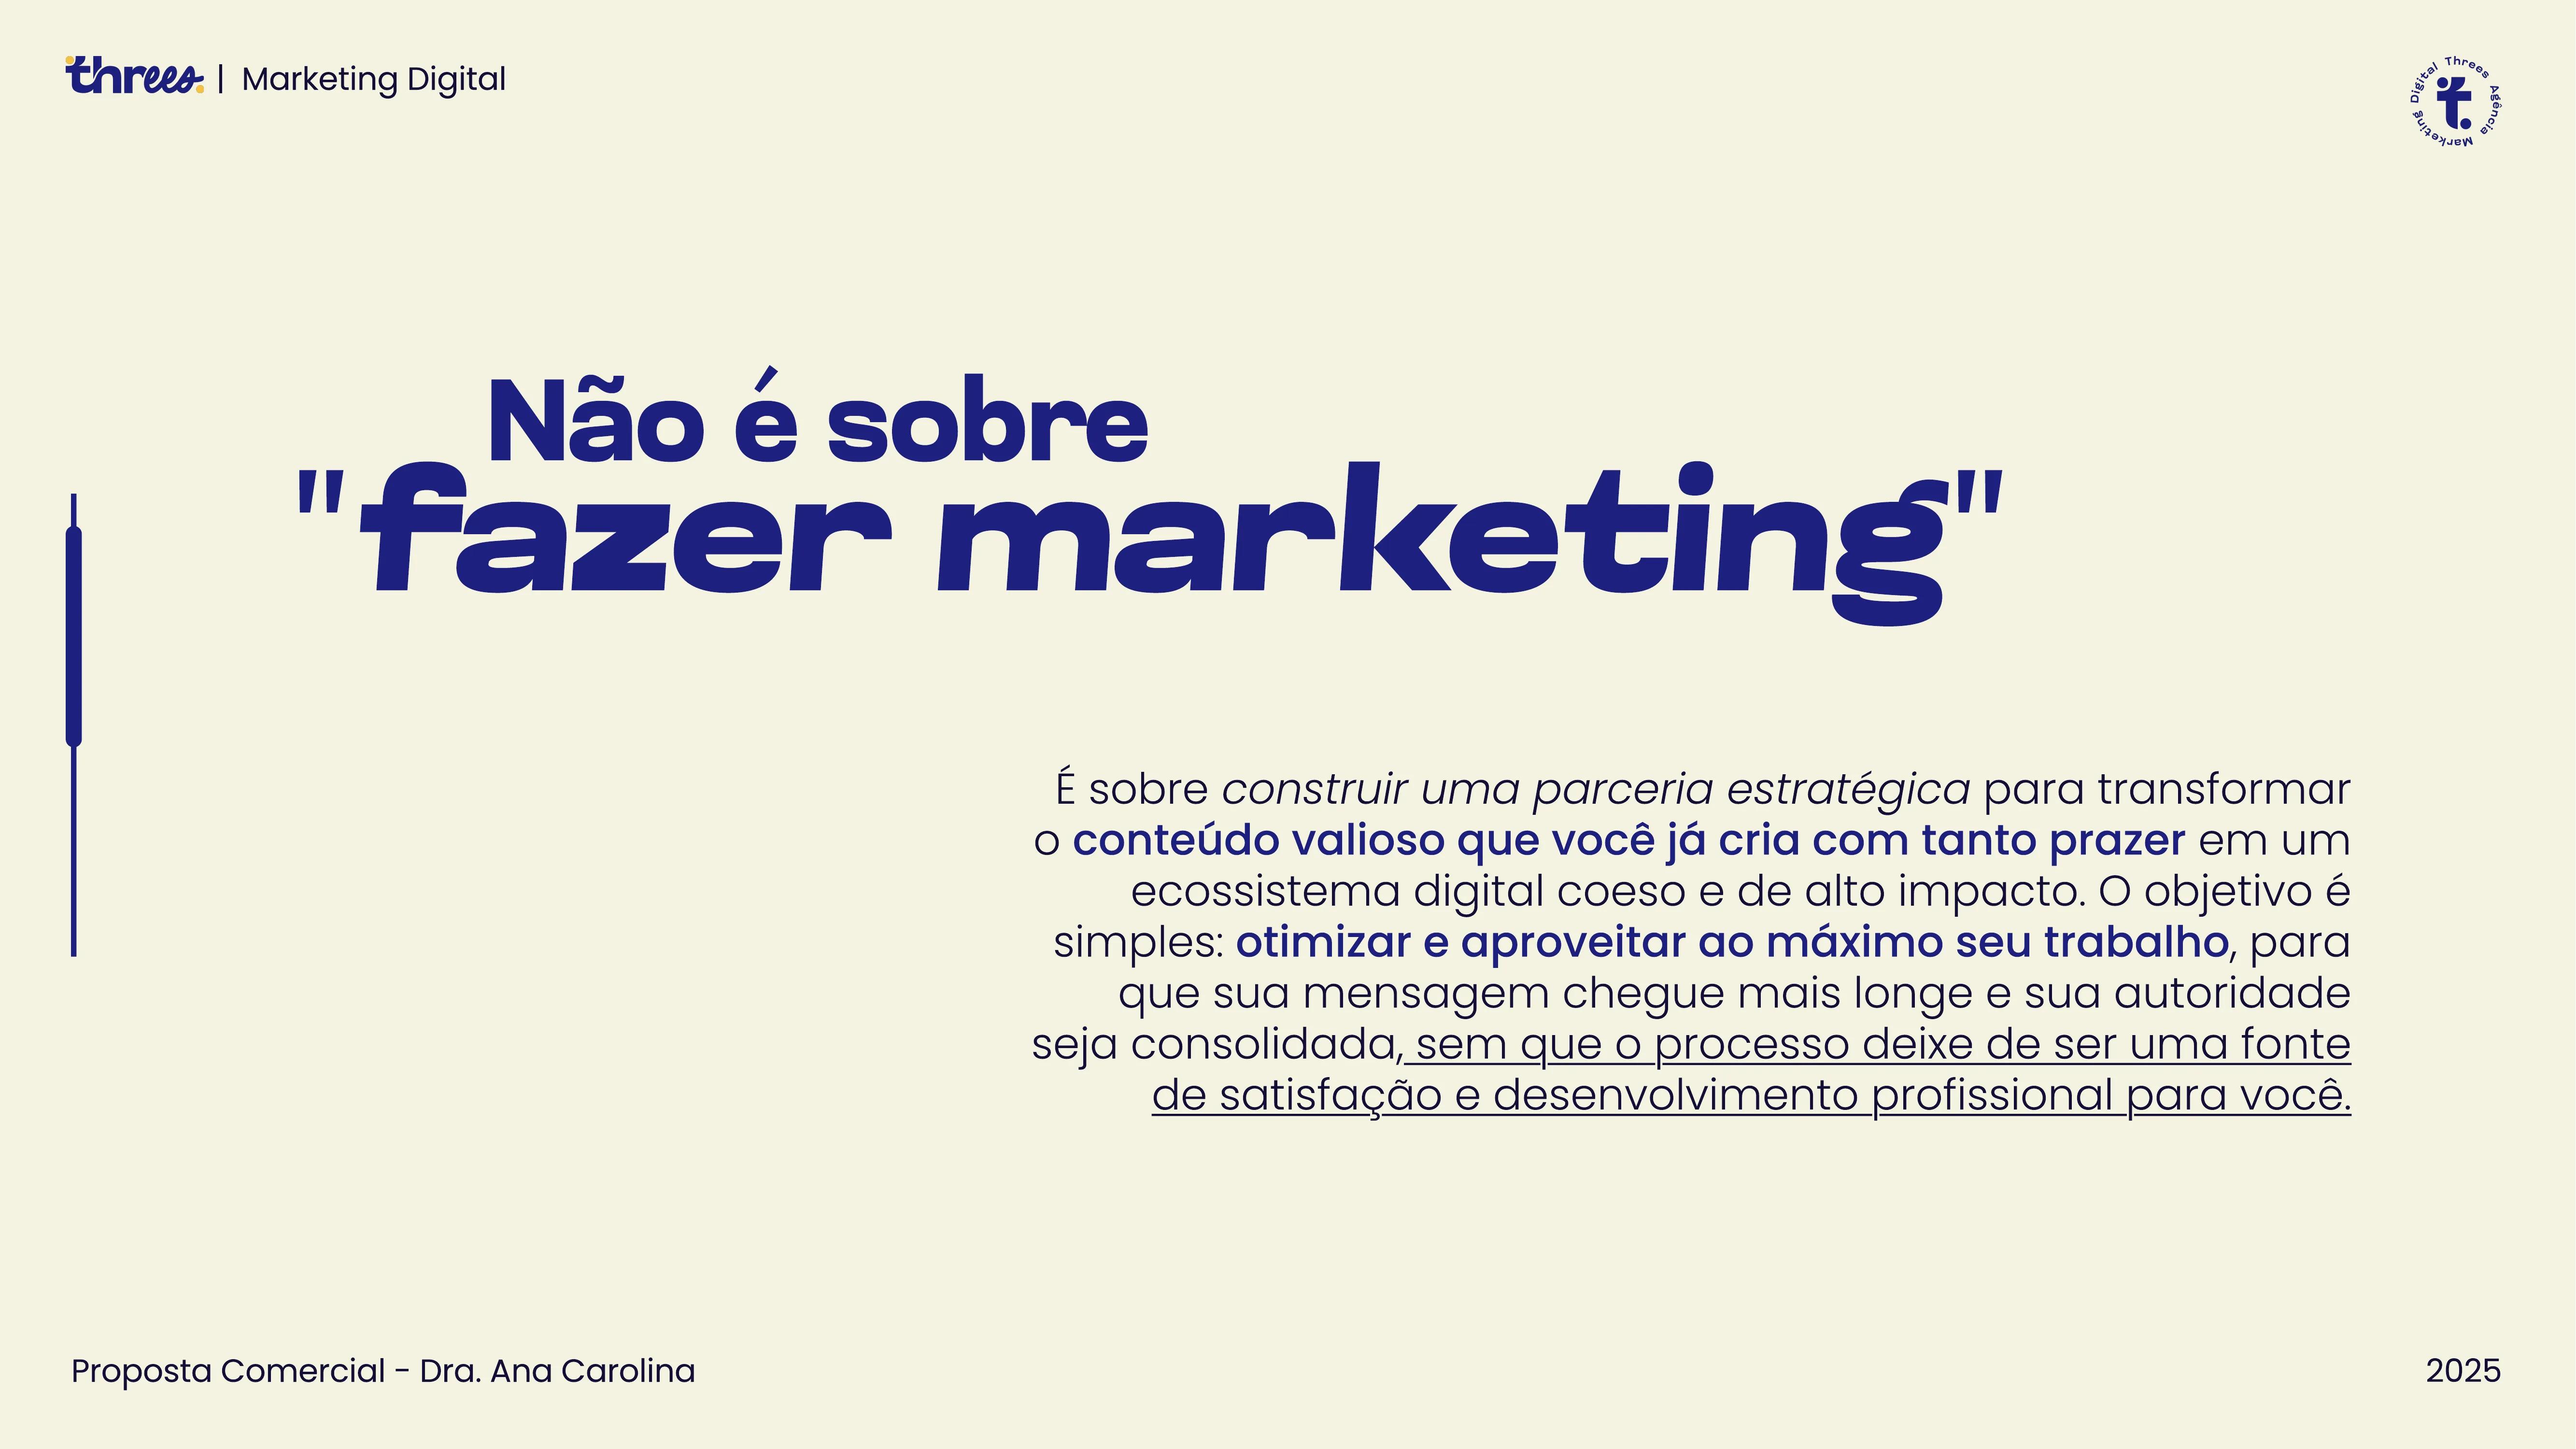 threes. | Marketing Digital
Threes Agência Marketing Digital
t.
Não é sobre
"fazer marketing"
É sobre construir uma parceria estratégica para transformar
o conteúdo valioso que você já cria com tanto prazer em um
ecossistema digital coeso e de alto impacto. O objetivo é
simples: otimizar e aproveitar ao máximo seu trabalho, para
que sua mensagem chegue mais longe e sua autoridade
seja consolidada, sem que o processo deixe de ser uma fonte
de satisfação e desenvolvimento profissional para você.
Proposta Comercial - Dra. Ana Carolina
2025